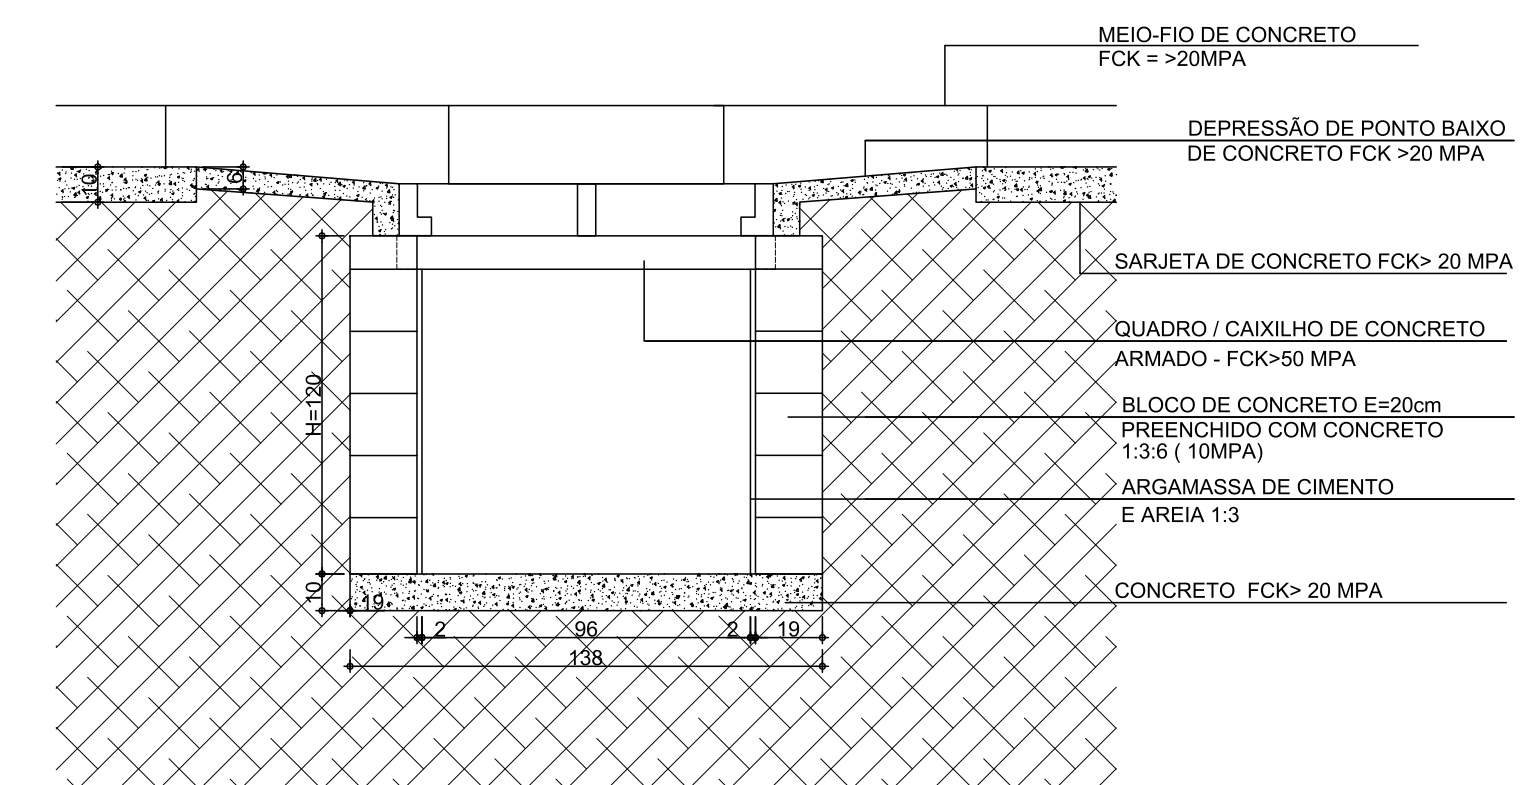 MEIO-FIO DE CONCRETO
FCK = >20MPA
DEPRESSÃO DE PONTO BAIXO
DE CONCRETO FCK >20 MPA
10
6
SARJETA DE CONCRETO FCK> 20 MPA
QUADRO / CAIXILHO DE CONCRETO
ARMADO - FCK>50 MPA
H=120
BLOCO DE CONCRETO E=20cm
PREENCHIDO COM CONCRETO
1:3:6 ( 10MPA)
ARGAMASSA DE CIMENTO
E AREIA 1:3
10
CONCRETO  FCK> 20 MPA
19
2
96
2
19
138